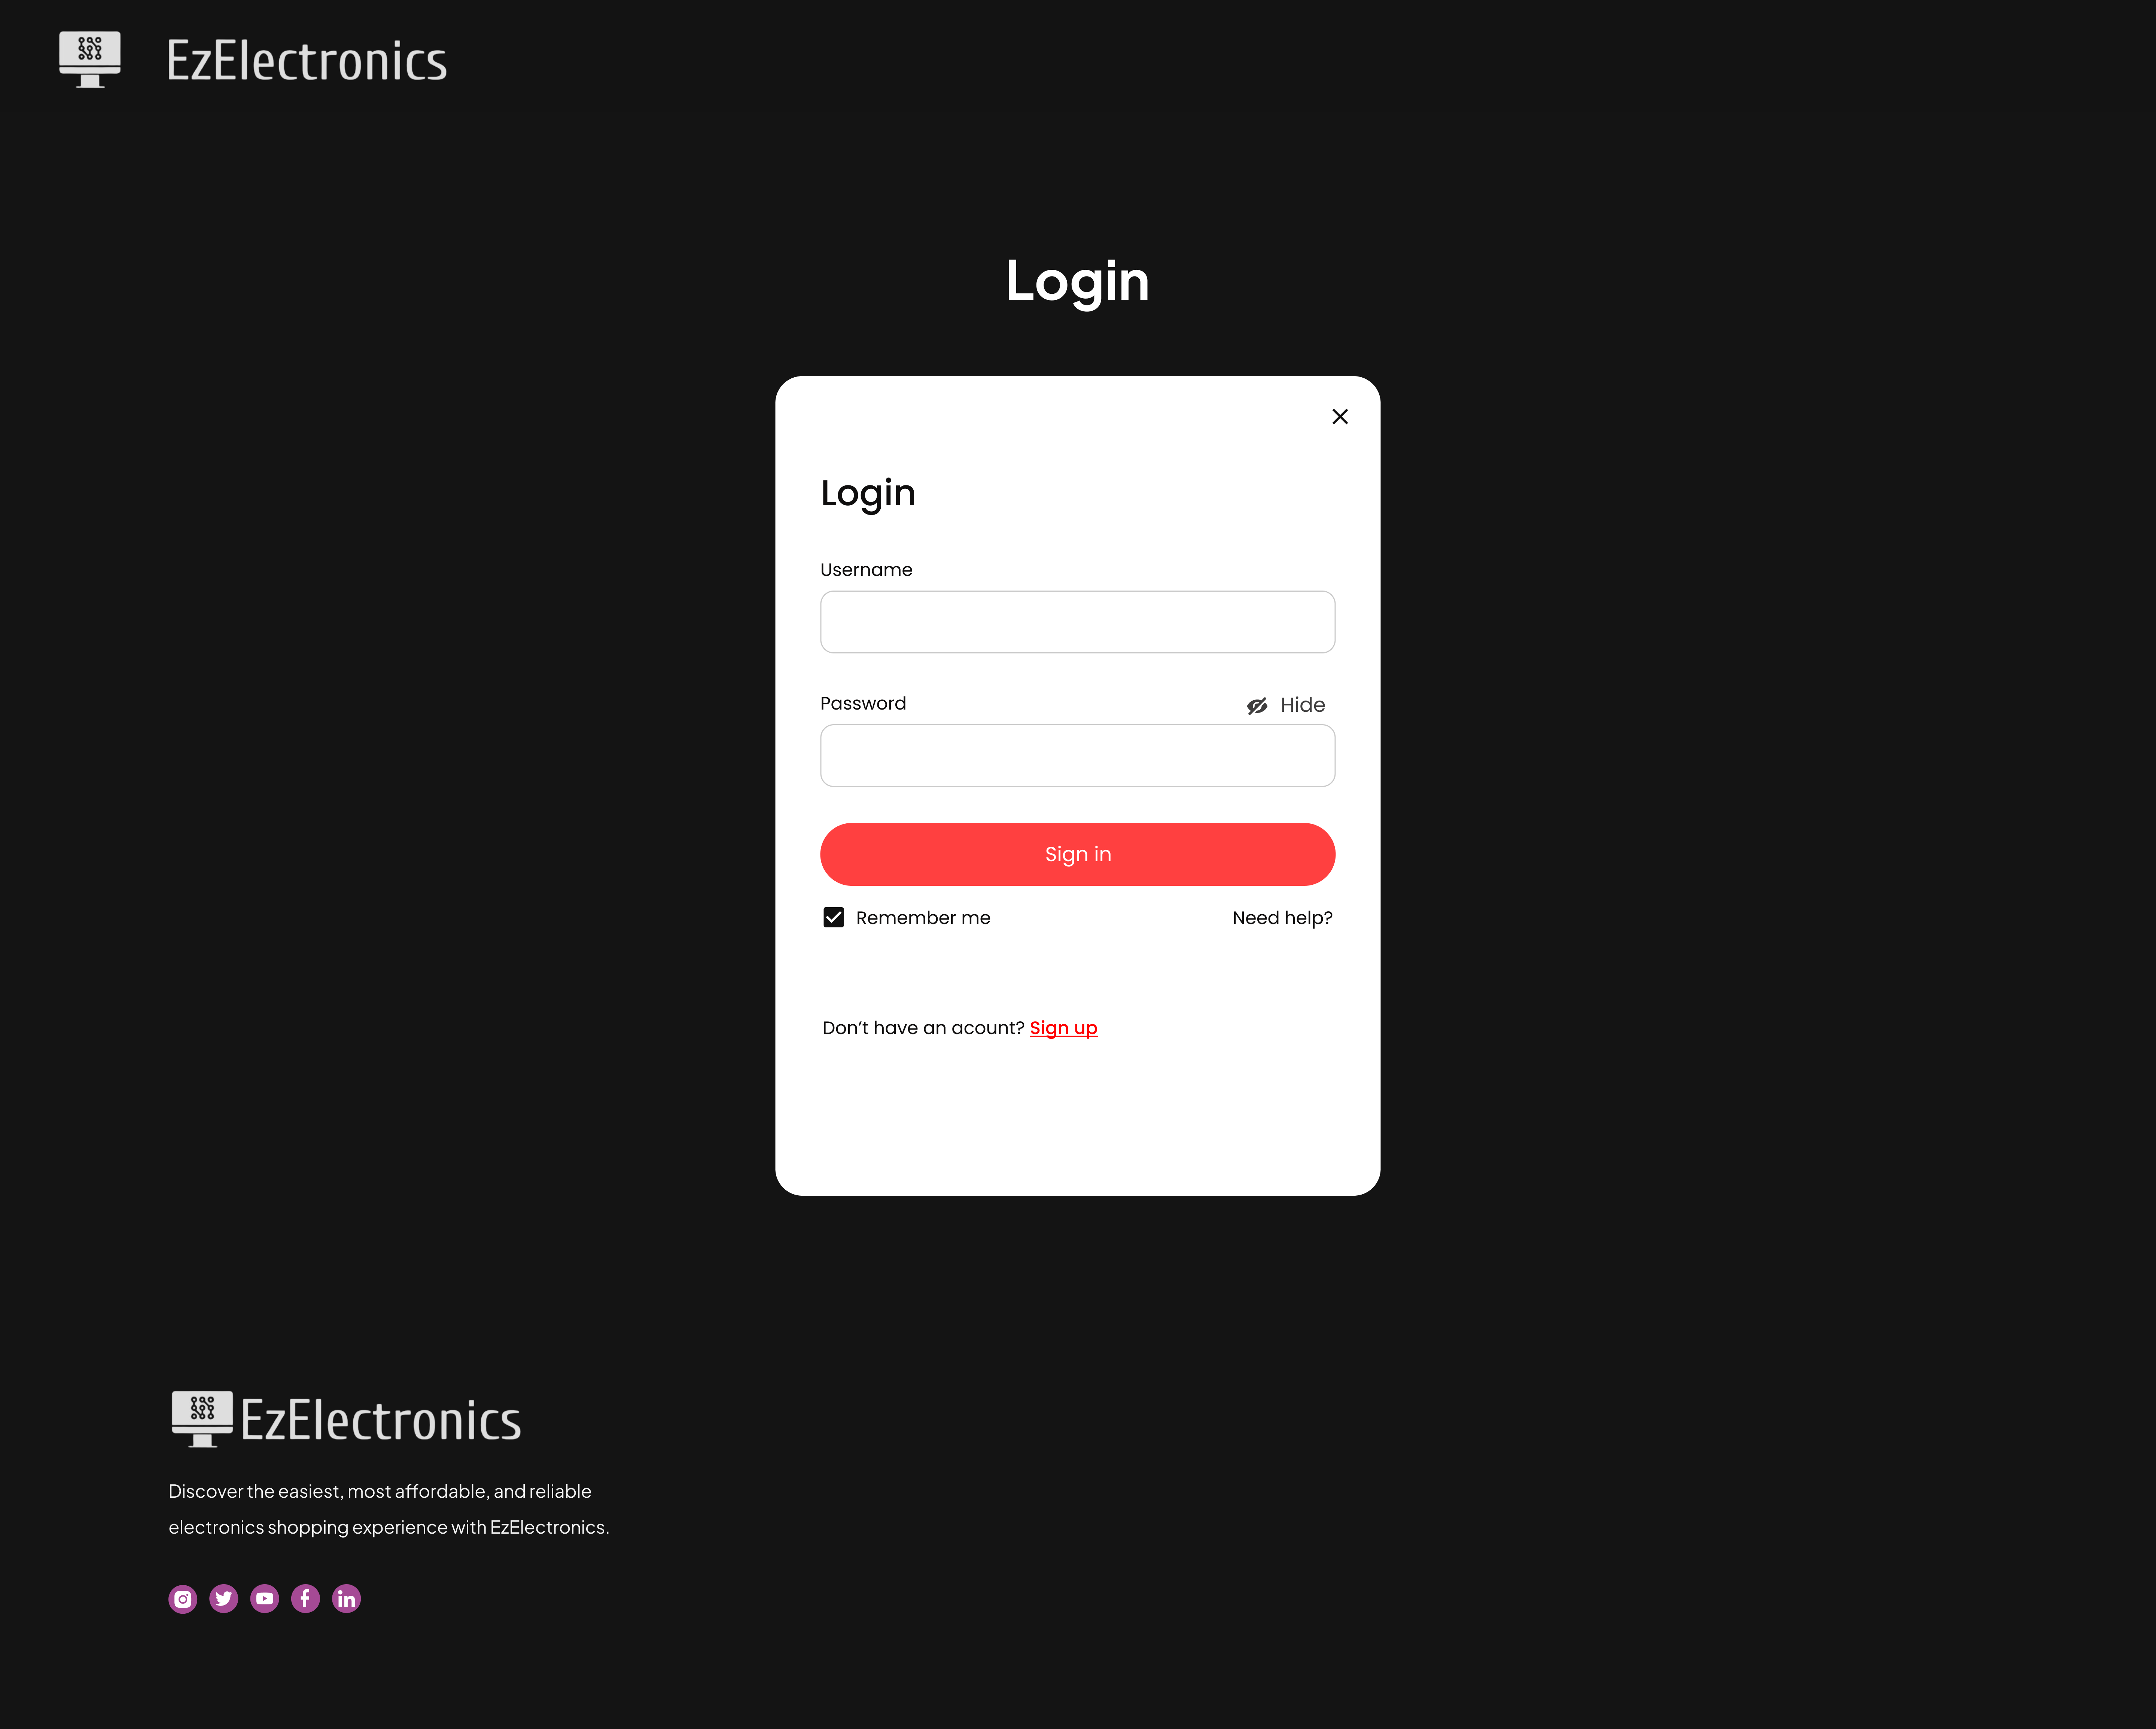 EzElectronics
Login
Login
Username
Password
Hide
Sign in
Remember me
Need help?
Don’t have an acount? Sign up
EzElectronics
Discover the easiest, most affordable, and reliable
electronics shopping experience with EzElectronics.